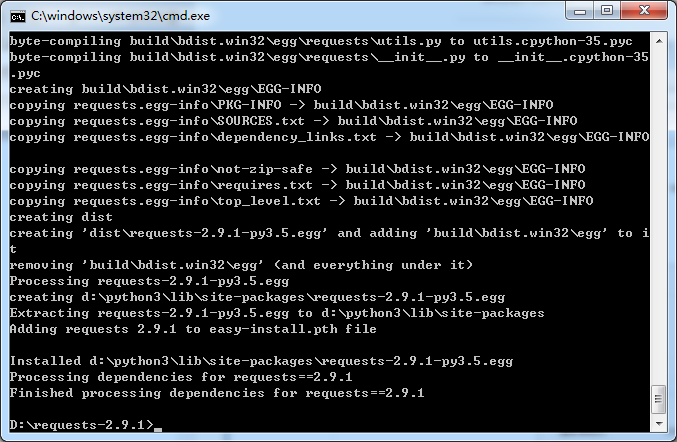 C:\windows\system32\cmd.exe
byte-compiling build\bdist.win32\egg\requests\utils.py to utils.cpython-35.pyc
byte-compiling build\bdist.win32\egg\requests\__init__.py to __init__.cpython-35
.pyc
creating build\bdist.win32\egg\EGG-INFO
copying requests.egg-info\PKG-INFO -> build\bdist.win32\egg\EGG-INFO
copying requests.egg-info\SOURCES.txt -> build\bdist.win32\egg\EGG-INFO
copying requests.egg-info\dependency_links.txt -> build\bdist.win32\egg\EGG-INFO
copying requests.egg-info\not-zip-safe -> build\bdist.win32\egg\EGG-INFO
copying requests.egg-info\requires.txt -> build\bdist.win32\egg\EGG-INFO
copying requests.egg-info\top_level.txt -> build\bdist.win32\egg\EGG-INFO
creating dist
creating 'dist\requests-2.9.1-py3.5.egg' and adding 'build\bdist.win32\egg' to i
t
removing 'build\bdist.win32\egg' (and everything under it)
Processing requests-2.9.1-py3.5.egg
creating d:\python3\lib\site-packages\requests-2.9.1-py3.5.egg
Extracting requests-2.9.1-py3.5.egg to d:\python3\lib\site-packages
Adding requests 2.9.1 to easy-install.pth file
Installed d:\python3\lib\site-packages\requests-2.9.1-py3.5.egg
Processing dependencies for requests==2.9.1
Finished processing dependencies for requests==2.9.1
D:\requests-2.9.1>